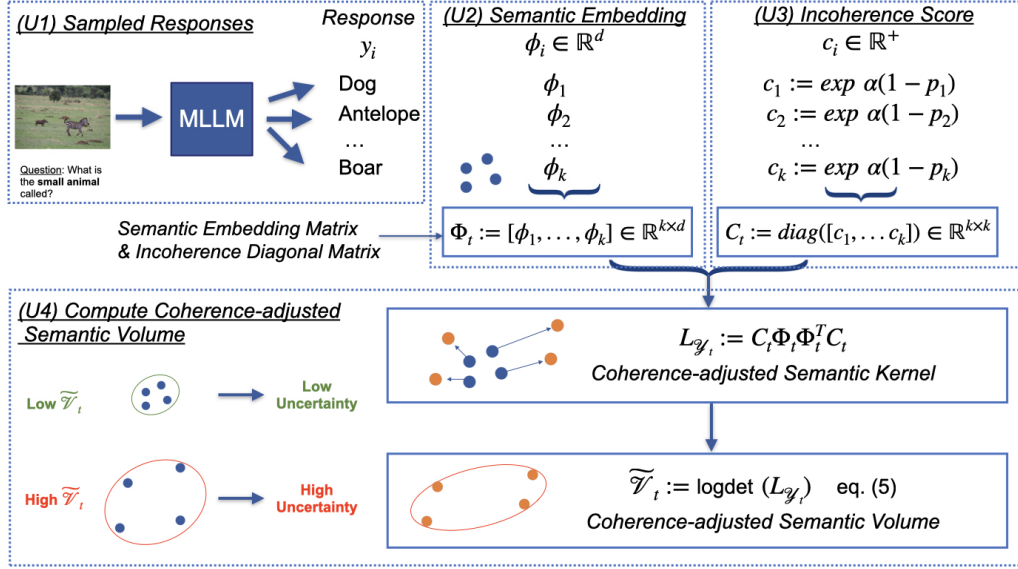 (U1) Sampled Responses
Response
y_i
Dog
Antelope
...
Boar
MLLM
Question: What is
the small animal
called?
(U2) Semantic Embedding
ϕ_i ∈ ℝ^d
ϕ_1
ϕ_2
...
ϕ_k
(U3) Incoherence Score
c_i ∈ ℝ^+
c_1 := exp α(1 − p_1)
c_2 := exp α(1 − p_2)
...
c_k := exp α(1 − p_k)
Semantic Embedding Matrix
& Incoherence Diagonal Matrix
Φ_t := [ϕ_1, . . . , ϕ_k] ∈ ℝ^{k×d}
C_t := diag([c_1, . . . c_k]) ∈ ℝ^{k×k}
(U4) Compute Coherence-adjusted
Semantic Volume
Low 𝒱̃_t
Low
Uncertainty
High 𝒱̃_t
High
Uncertainty
L_{𝒴_t} := C_tΦ_tΦ_t^TC_t
Coherence-adjusted Semantic Kernel
𝒱̃_t := logdet (L_{𝒴_t}) eq. (5)
Coherence-adjusted Semantic Volume